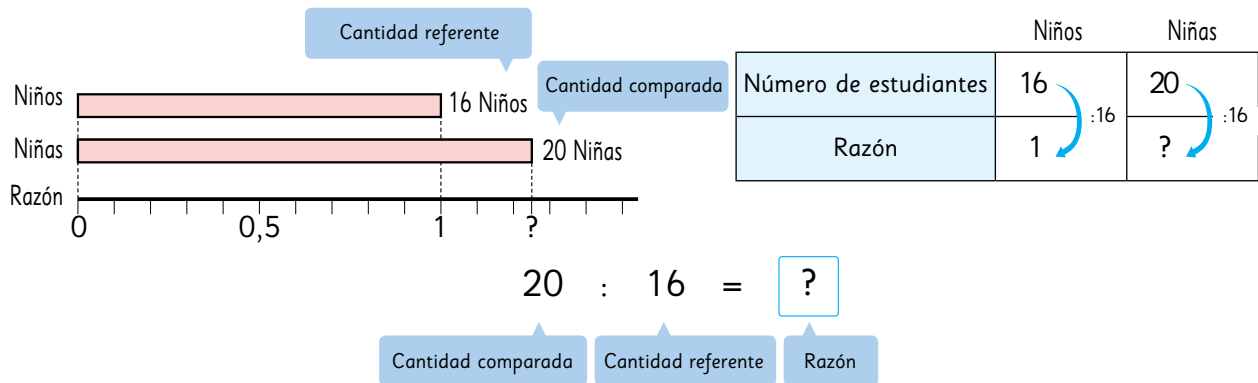 Cantidad referente
Cantidad comparada
Niños
16 Niños
Niñas
20 Niñas
Razón
0
0,5
1
?
Niños
Niñas
Número de estudiantes
16
20
:16
:16
Razón
1
?
20 : 16 = ?
Cantidad comparada
Cantidad referente
Razón